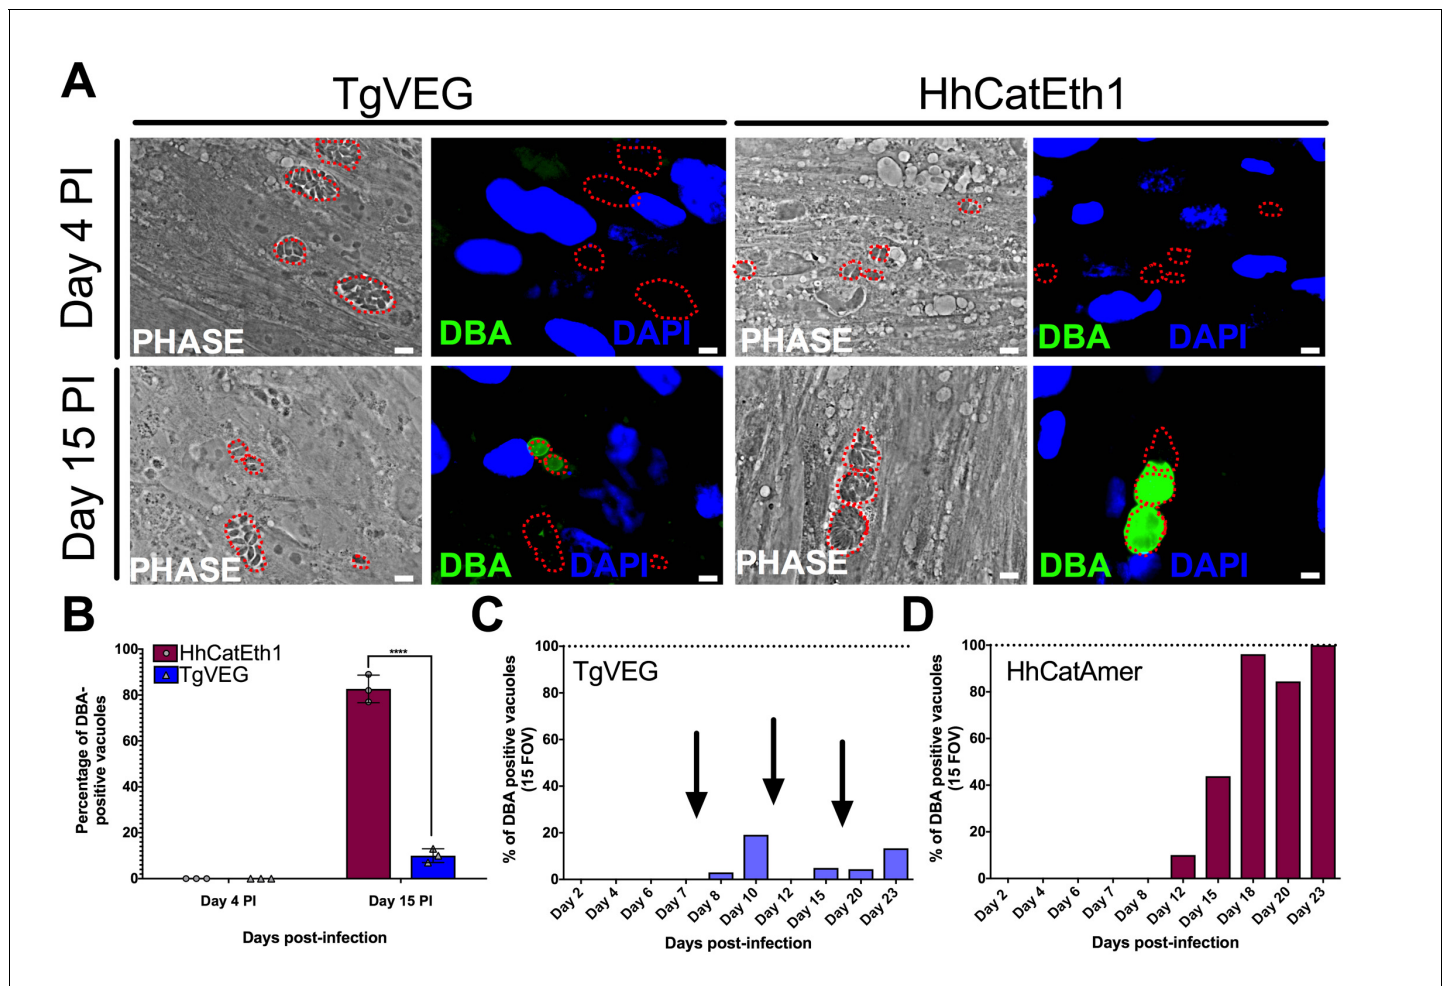 A
TgVEG
HhCatEth1
Day 4 PI
PHASE
DBA
DAPI
PHASE
DBA
DAPI
Day 15 PI
PHASE
DBA
DAPI
PHASE
DBA
DAPI
B
Percentage of DBA-
positive vacuoles
100
80
60
40
20
0
HhCatEth1
TgVEG
****
Day 4 PI
Day 15 PI
Days post-infection
C
% of DBA positive vacuoles
(15 FOV)
100
80
60
40
20
0
TgVEG
Day 2
Day 4
Day 6
Day 7
Day 8
Day 10
Day 12
Day 15
Day 20
Day 23
Days post-infection
D
% of DBA positive vacuoles
(15 FOV)
100
80
60
40
20
0
HhCatAmer
Day 2
Day 4
Day 6
Day 7
Day 8
Day 12
Day 15
Day 18
Day 20
Day 23
Days post-infection